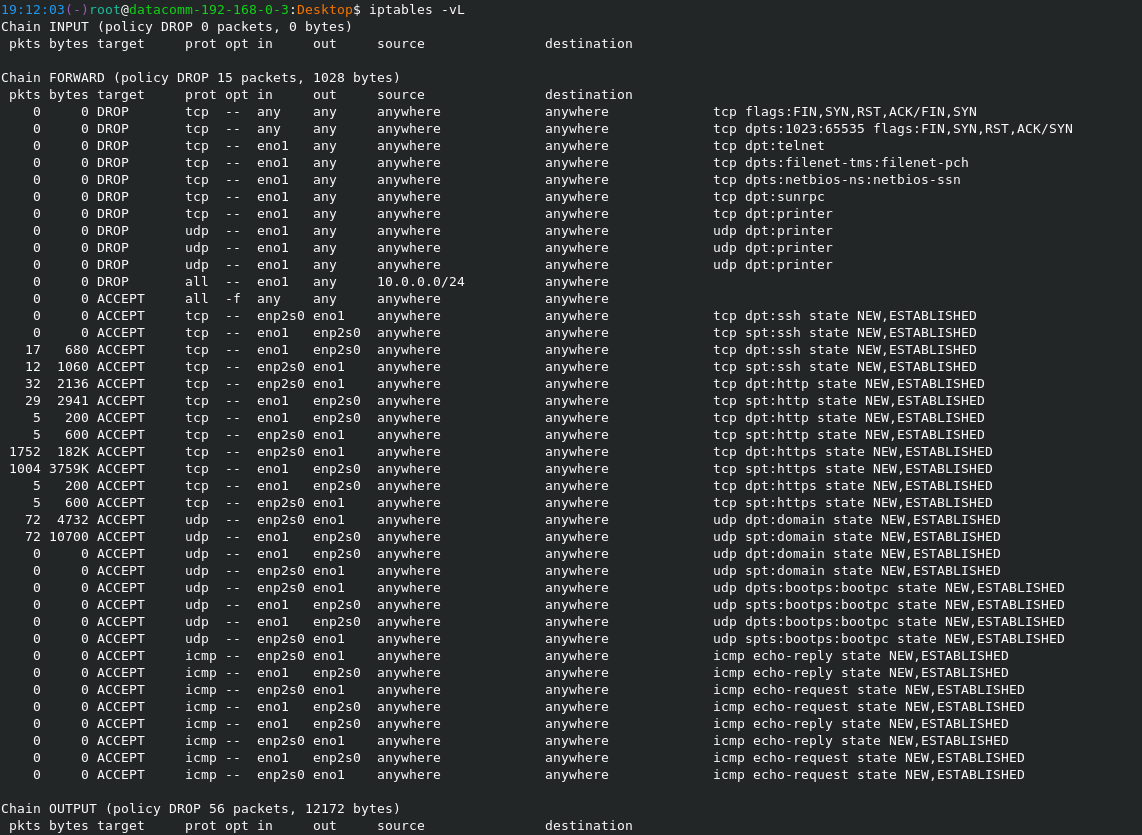 19:12:03(-)root@datacomm-192-168-0-3:Desktop$ iptables -vL
Chain INPUT (policy DROP 0 packets, 0 bytes)
 pkts bytes target     prot opt in     out     source               destination

Chain FORWARD (policy DROP 15 packets, 1028 bytes)
 pkts bytes target     prot opt in     out     source               destination
    0     0 DROP       tcp  --  any    any     anywhere             anywhere             tcp flags:FIN,SYN,RST,ACK/FIN,SYN
    0     0 DROP       tcp  --  any    any     anywhere             anywhere             tcp dpts:1023:65535 flags:FIN,SYN,RST,ACK/SYN
    0     0 DROP       tcp  --  eno1   any     anywhere             anywhere             tcp dpt:telnet
    0     0 DROP       tcp  --  eno1   any     anywhere             anywhere             tcp dpts:filenet-tms:filenet-pch
    0     0 DROP       tcp  --  eno1   any     anywhere             anywhere             tcp dpts:netbios-ns:netbios-ssn
    0     0 DROP       tcp  --  eno1   any     anywhere             anywhere             tcp dpt:sunrpc
    0     0 DROP       tcp  --  eno1   any     anywhere             anywhere             tcp dpt:printer
    0     0 DROP       udp  --  eno1   any     anywhere             anywhere             udp dpt:printer
    0     0 DROP       udp  --  eno1   any     anywhere             anywhere             udp dpt:printer
    0     0 DROP       udp  --  eno1   any     anywhere             anywhere             udp dpt:printer
    0     0 DROP       all  --  eno1   any     10.0.0.0/24          anywhere
    0     0 ACCEPT     all  -f  any    any     anywhere             anywhere
    0     0 ACCEPT     tcp  --  enp2s0 eno1    anywhere             anywhere             tcp dpt:ssh state NEW,ESTABLISHED
    0     0 ACCEPT     tcp  --  eno1   enp2s0  anywhere             anywhere             tcp spt:ssh state NEW,ESTABLISHED
   17   680 ACCEPT     tcp  --  eno1   enp2s0  anywhere             anywhere             tcp dpt:ssh state NEW,ESTABLISHED
   12  1060 ACCEPT     tcp  --  enp2s0 eno1    anywhere             anywhere             tcp spt:ssh state NEW,ESTABLISHED
   32  2136 ACCEPT     tcp  --  enp2s0 eno1    anywhere             anywhere             tcp dpt:http state NEW,ESTABLISHED
   29  2941 ACCEPT     tcp  --  eno1   enp2s0  anywhere             anywhere             tcp spt:http state NEW,ESTABLISHED
    5   200 ACCEPT     tcp  --  eno1   enp2s0  anywhere             anywhere             tcp dpt:http state NEW,ESTABLISHED
    5   600 ACCEPT     tcp  --  enp2s0 eno1    anywhere             anywhere             tcp spt:http state NEW,ESTABLISHED
 1752  182K ACCEPT     tcp  --  enp2s0 eno1    anywhere             anywhere             tcp dpt:https state NEW,ESTABLISHED
 1004 3759K ACCEPT     tcp  --  eno1   enp2s0  anywhere             anywhere             tcp spt:https state NEW,ESTABLISHED
    5   200 ACCEPT     tcp  --  eno1   enp2s0  anywhere             anywhere             tcp dpt:https state NEW,ESTABLISHED
    5   600 ACCEPT     tcp  --  enp2s0 eno1    anywhere             anywhere             tcp spt:https state NEW,ESTABLISHED
   72  4732 ACCEPT     udp  --  enp2s0 eno1    anywhere             anywhere             udp dpt:domain state NEW,ESTABLISHED
   72 10700 ACCEPT     udp  --  eno1   enp2s0  anywhere             anywhere             udp spt:domain state NEW,ESTABLISHED
    0     0 ACCEPT     udp  --  eno1   enp2s0  anywhere             anywhere             udp dpt:domain state NEW,ESTABLISHED
    0     0 ACCEPT     udp  --  enp2s0 eno1    anywhere             anywhere             udp spt:domain state NEW,ESTABLISHED
    0     0 ACCEPT     udp  --  enp2s0 eno1    anywhere             anywhere             udp dpts:bootps:bootpc state NEW,ESTABLISHED
    0     0 ACCEPT     udp  --  eno1   enp2s0  anywhere             anywhere             udp spts:bootps:bootpc state NEW,ESTABLISHED
    0     0 ACCEPT     udp  --  eno1   enp2s0  anywhere             anywhere             udp dpts:bootps:bootpc state NEW,ESTABLISHED
    0     0 ACCEPT     udp  --  enp2s0 eno1    anywhere             anywhere             udp spts:bootps:bootpc state NEW,ESTABLISHED
    0     0 ACCEPT     icmp --  enp2s0 eno1    anywhere             anywhere             icmp echo-reply state NEW,ESTABLISHED
    0     0 ACCEPT     icmp --  eno1   enp2s0  anywhere             anywhere             icmp echo-reply state NEW,ESTABLISHED
    0     0 ACCEPT     icmp --  enp2s0 eno1    anywhere             anywhere             icmp echo-request state NEW,ESTABLISHED
    0     0 ACCEPT     icmp --  eno1   enp2s0  anywhere             anywhere             icmp echo-request state NEW,ESTABLISHED
    0     0 ACCEPT     icmp --  eno1   enp2s0  anywhere             anywhere             icmp echo-reply state NEW,ESTABLISHED
    0     0 ACCEPT     icmp --  enp2s0 eno1    anywhere             anywhere             icmp echo-reply state NEW,ESTABLISHED
    0     0 ACCEPT     icmp --  eno1   enp2s0  anywhere             anywhere             icmp echo-request state NEW,ESTABLISHED
    0     0 ACCEPT     icmp --  enp2s0 eno1    anywhere             anywhere             icmp echo-request state NEW,ESTABLISHED

Chain OUTPUT (policy DROP 56 packets, 12172 bytes)
 pkts bytes target     prot opt in     out     source               destination